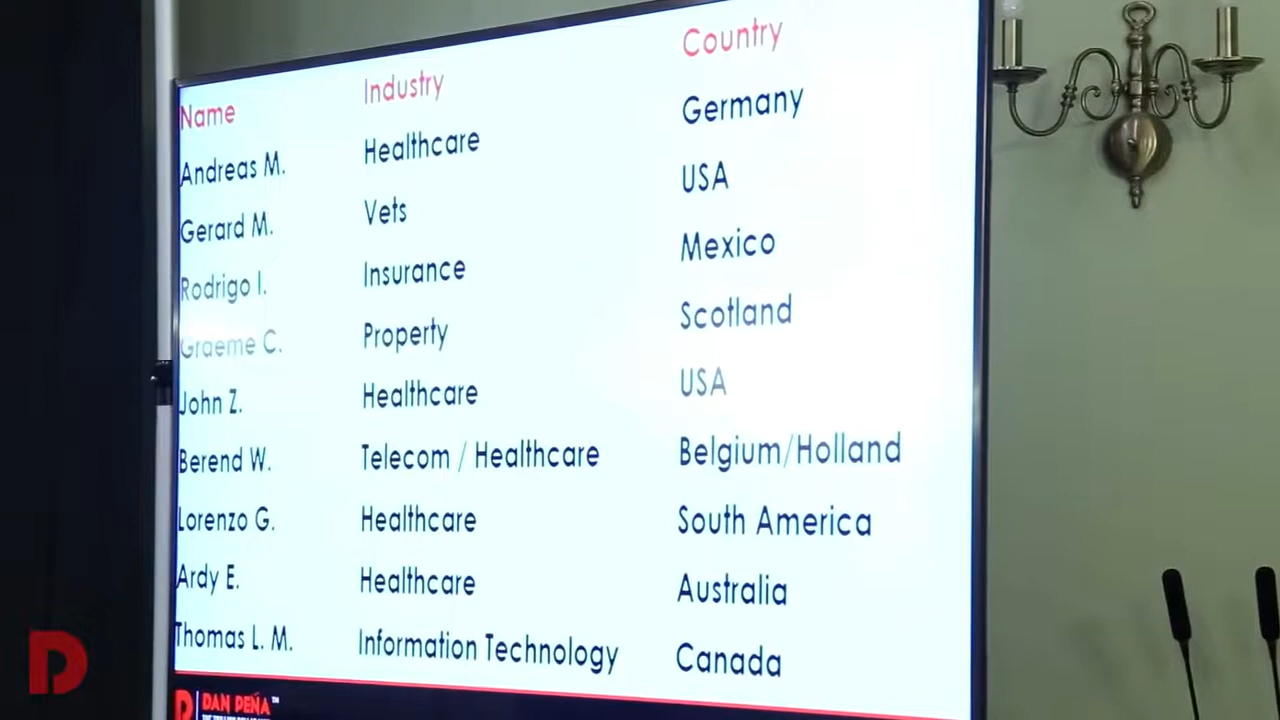 Name Industry Country
Andreas M. Healthcare Germany
Gerard M. Vets USA
Rodrigo I. Insurance Mexico
Graeme C. Property Scotland
John Z. Healthcare USA
Berend W. Telecom / Healthcare Belgium/Holland
Lorenzo G. Healthcare South America
Ardy E. Healthcare Australia
Thomas L. M. Information Technology Canada
DAN PEÑA™